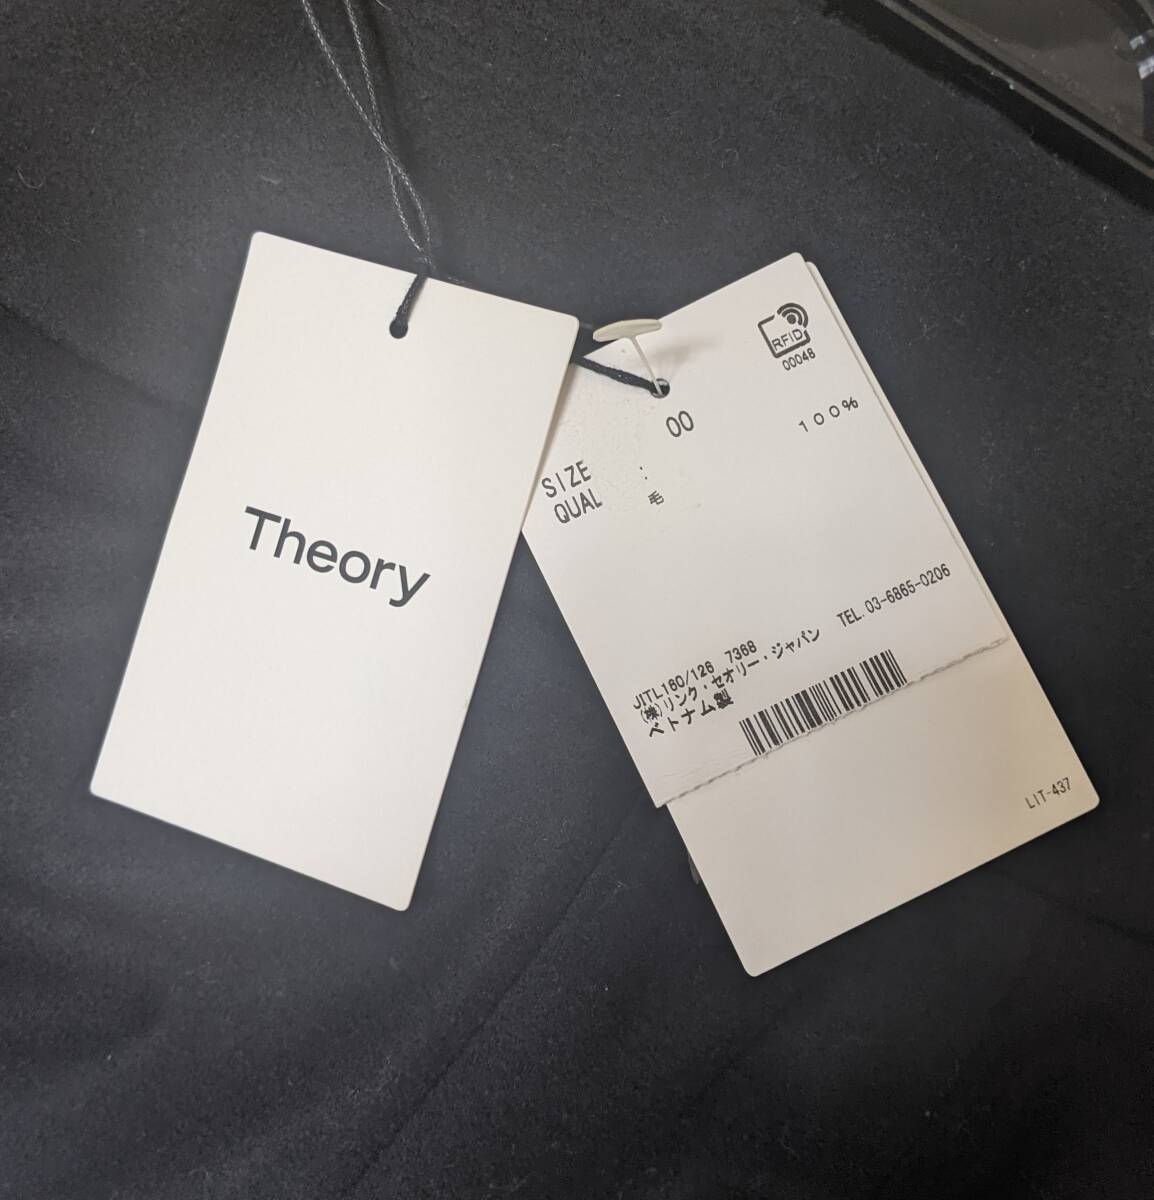 Theory
RFID
00048
00
SIZE :
QUAL 毛 100%
JITL160/126 7368
(株)リンク・セオリー・ジャパン TEL.03-6865-0206
ベトナム製
LIT-437